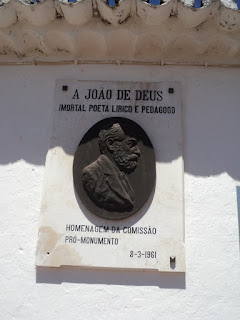 A JOÃO DE DEUS
IMORTAL POETA LIRICO E PEDAGOGO
HOMENAGEM DA COMISSÃO
PRÓ-MONUMENTO
8-3-1961